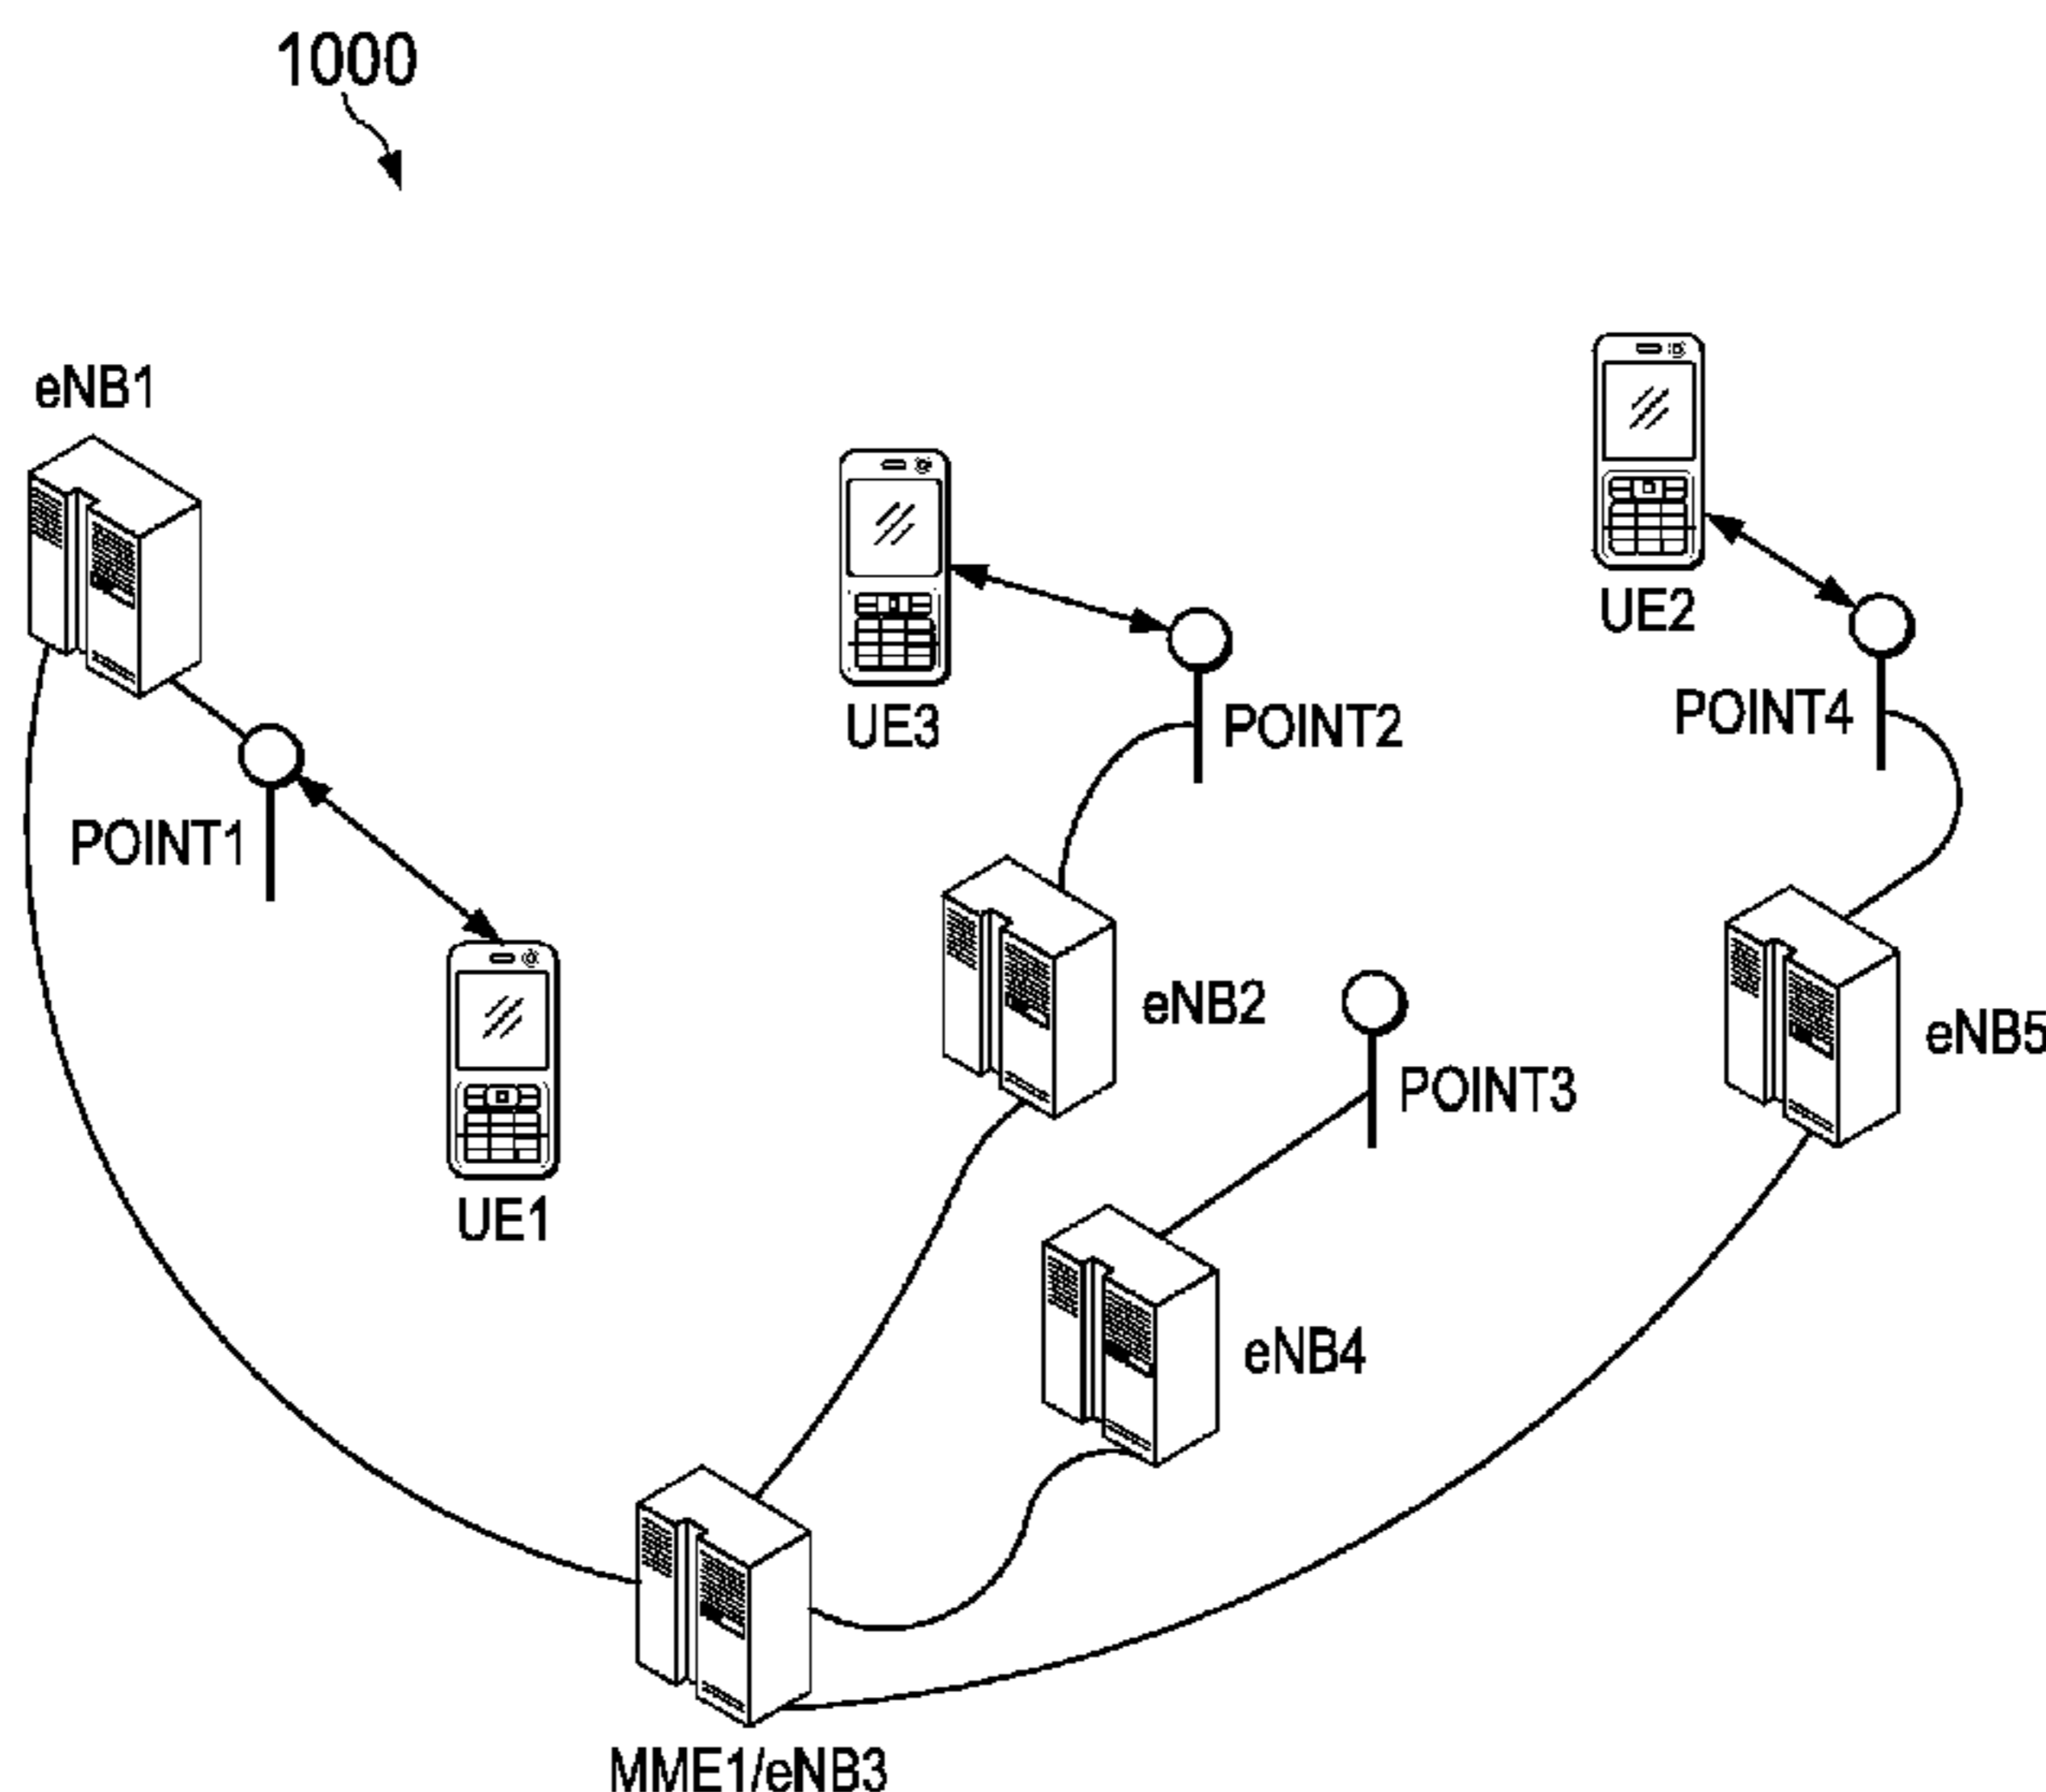 1000
eNB1
UE2
UE3
POINT2
POINT4
POINT1
eNB2
eNB5
POINT3
UE1
eNB4
MME1/eNB3